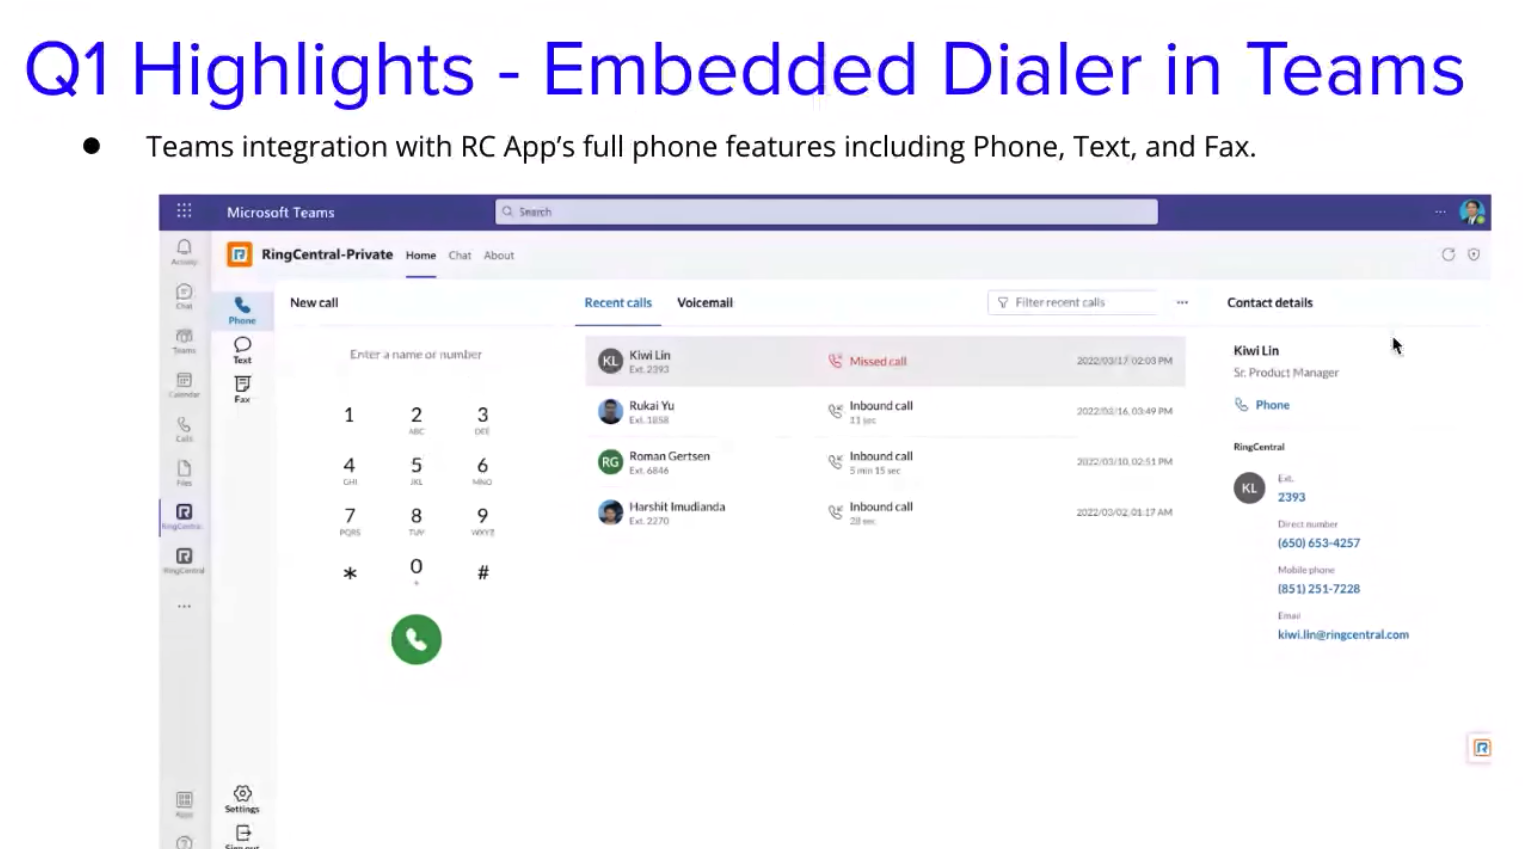 Q1 Highlights - Embedded Dialer in Teams
● Teams integration with RC App’s full phone features including Phone, Text, and Fax.
Microsoft Teams
Search
RingCentral-Private Home Chat About
Activity
Chat
Teams
Calendar
Calls
Files
RingCentral
RingCentral
Apps
Phone
Text
Fax
Settings
Sign out
New call
Enter a name or number
1 2 3
ABC DEF
4 5 6
GHI JKL MNO
7 8 9
PQRS TUV WXYZ
* 0 #
+
Recent calls Voicemail Filter recent calls
Kiwi Lin Missed call 2022/03/17, 02:03 PM
Ext. 2393
Rukai Yu Inbound call 2022/03/16, 03:49 PM
Ext. 1858 11 sec
Roman Gertsen Inbound call 2022/03/10, 02:51 PM
Ext. 6846 5 min 15 sec
Harshit Imudianda Inbound call 2022/03/02, 01:17 AM
Ext. 2270 28 sec
Contact details
Kiwi Lin
Sr. Product Manager
Phone
RingCentral
KL
Ext.
2393
Direct number
(650) 653-4257
Mobile phone
(851) 251-7228
Email
kiwi.lin@ringcentral.com